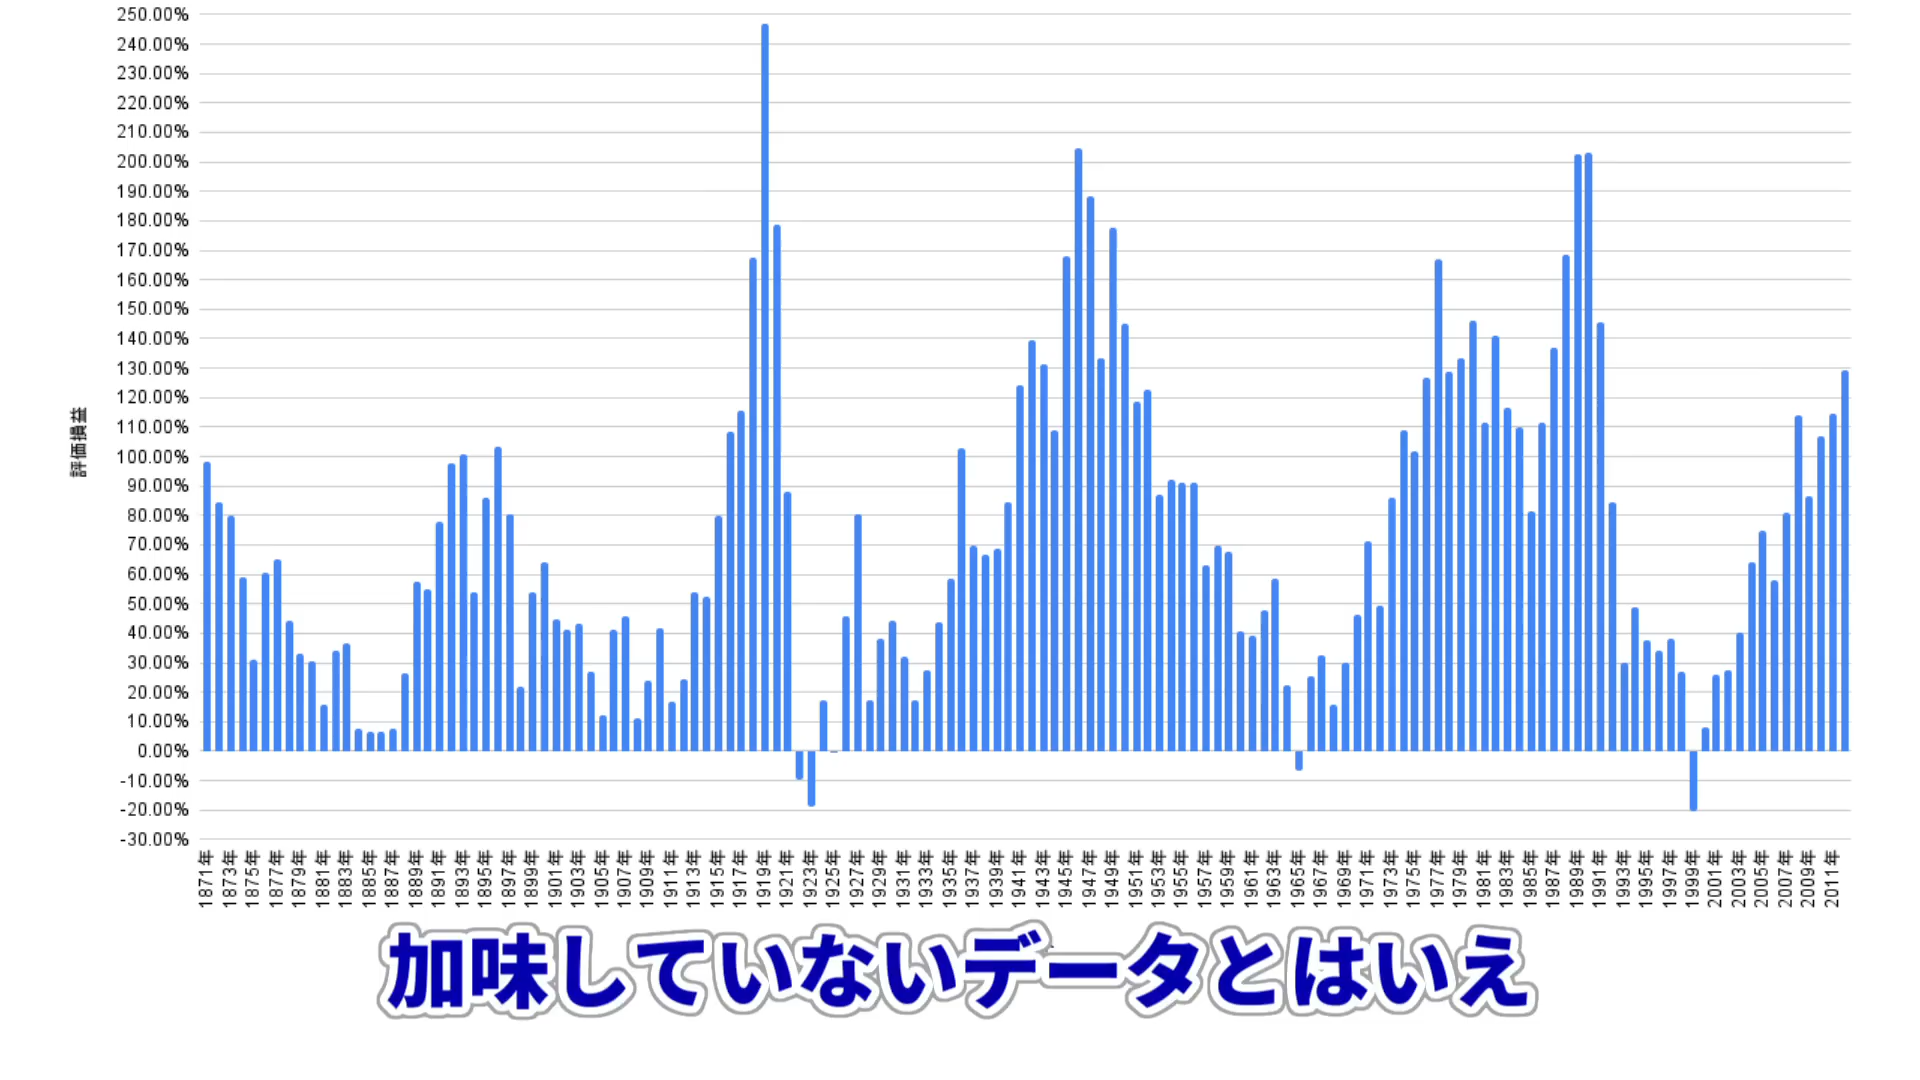 250.00%
240.00%
230.00%
220.00%
210.00%
200.00%
190.00%
180.00%
170.00%
160.00%
150.00%
140.00%
130.00%
120.00%
110.00%
100.00%
90.00%
80.00%
70.00%
60.00%
50.00%
40.00%
30.00%
20.00%
10.00%
0.00%
-10.00%
-20.00%
-30.00%
評価損益
1871年
1873年
1875年
1877年
1879年
1881年
1883年
1885年
1887年
1889年
1891年
1893年
1895年
1897年
1899年
1901年
1903年
1905年
1907年
1909年
1911年
1913年
1915年
1917年
1919年
1921年
1923年
1925年
1927年
1929年
1931年
1933年
1935年
1937年
1939年
1941年
1943年
1945年
1947年
1949年
1951年
1953年
1955年
1957年
1959年
1961年
1963年
1965年
1967年
1969年
1971年
1973年
1975年
1977年
1979年
1981年
1983年
1985年
1987年
1989年
1991年
1993年
1995年
1997年
1999年
2001年
2003年
2005年
2007年
2009年
2011年
加味していないデータとはいえ